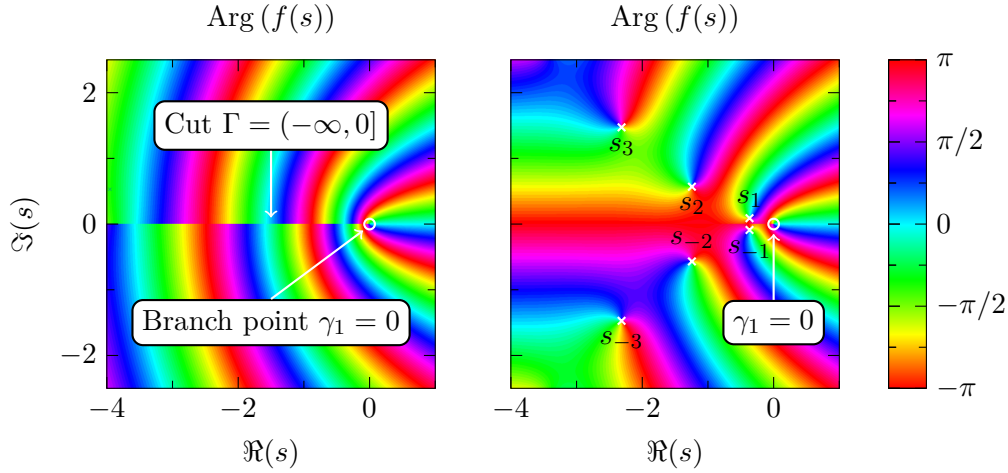 Arg (f(s))
Arg (f(s))
ℑ(s)
2
0
−2
−4
−2
0
ℜ(s)
Cut Γ = (−∞, 0]
Branch point γ₁ = 0
s₃
s₂
s₁
s₋₂
s₋₁
s₋₃
γ₁ = 0
−4
−2
0
ℜ(s)
π
π/2
0
−π/2
−π